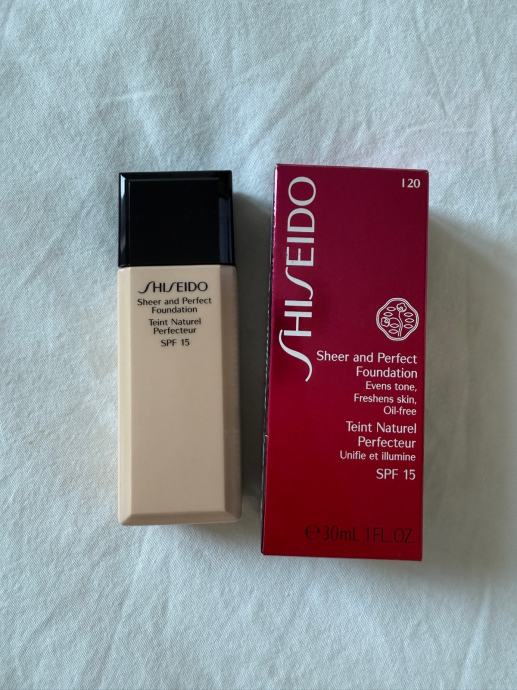 SHISEIDO
Sheer and Perfect
Foundation
Teint Naturel
Perfecteur
SPF 15
I20
SHISEIDO
Sheer and Perfect
Foundation
Evens tone,
Freshens skin,
Oil-free
Teint Naturel
Perfecteur
Unifie et illumine
SPF 15
℮30mL 1FL.OZ.